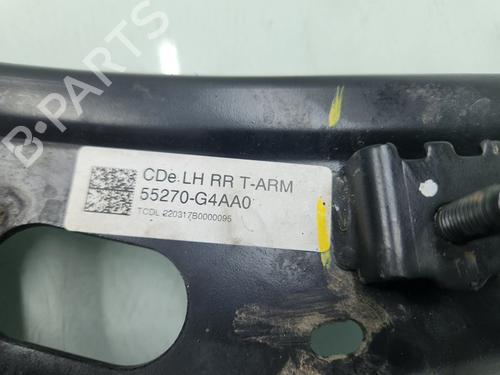 B-PARTS
CDe LH RR T-ARM
55270-G4AA0
TCDL 220317B0000095